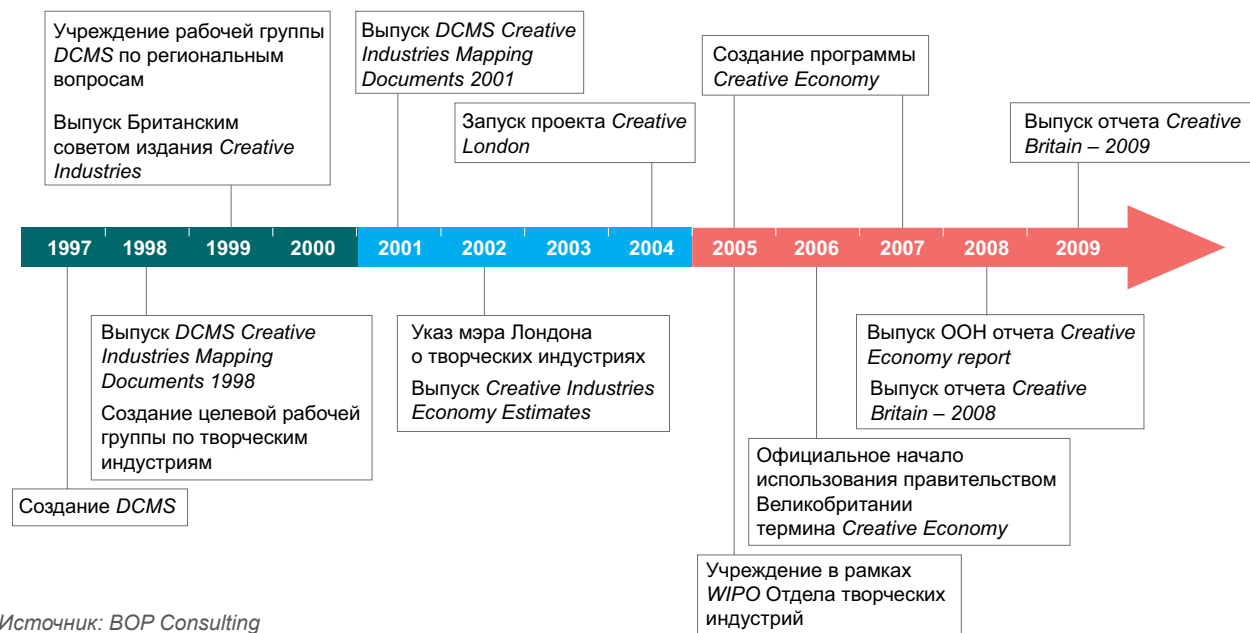 Учреждение рабочей группы
DCMS по региональным
вопросам
Выпуск Британским
советом издания Creative
Industries
Выпуск DCMS Creative
Industries Mapping
Documents 2001
Запуск проекта Creative
London
Создание программы
Creative Economy
Выпуск отчета Creative
Britain – 2009
1997 1998 1999 2000 2001 2002 2003 2004 2005 2006 2007 2008 2009
Выпуск DCMS Creative
Industries Mapping
Documents 1998
Создание целевой рабочей
группы по творческим
индустриям
Создание DCMS
Указ мэра Лондона
о творческих индустриях
Выпуск Creative Industries
Economy Estimates
Выпуск ООН отчета Creative
Economy report
Выпуск отчета Creative
Britain – 2008
Официальное начало
использования правительством
Великобритании
термина Creative Economy
Учреждение в рамках
WIPO Отдела творческих
индустрий
Источник: BOP Consulting